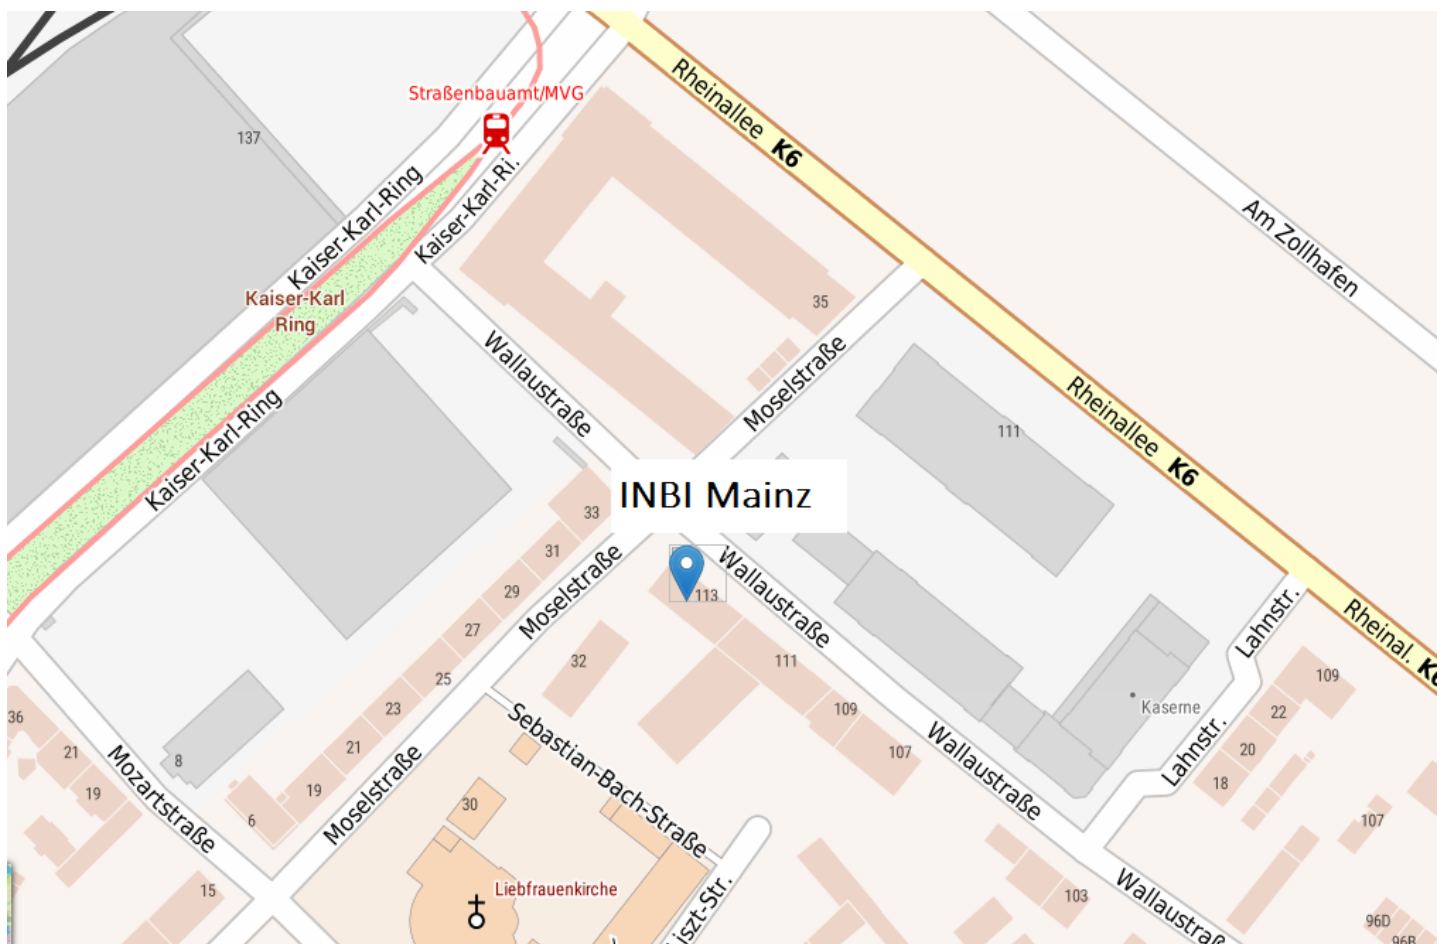 Straßenbauamt/MVG
Rheinallee K6
137
Kaiser-Karl-Ring
Kaiser-Karl-Ri.
Am Zollhafen
Kaiser-Karl
Ring
35
Wallaustraße
Moselstraße
Kaiser-Karl-Ring
Rheinallee K6
111
INBI Mainz
33
31
Moselstraße
Wallaustraße
29
113
27
32
111
Lahnstr.
Rheinal. K6
25
109
Kaserne
23
Sebastian-Bach-Straße
109
22
36
21
21
107
Wallaustraße
Lahnstr.
20
8
Mozartstraße
19
19
Moselstraße
30
18
6
107
15
Liebfrauenkirche
Liszt-Str.
103
Wallaustraße
96D
96B